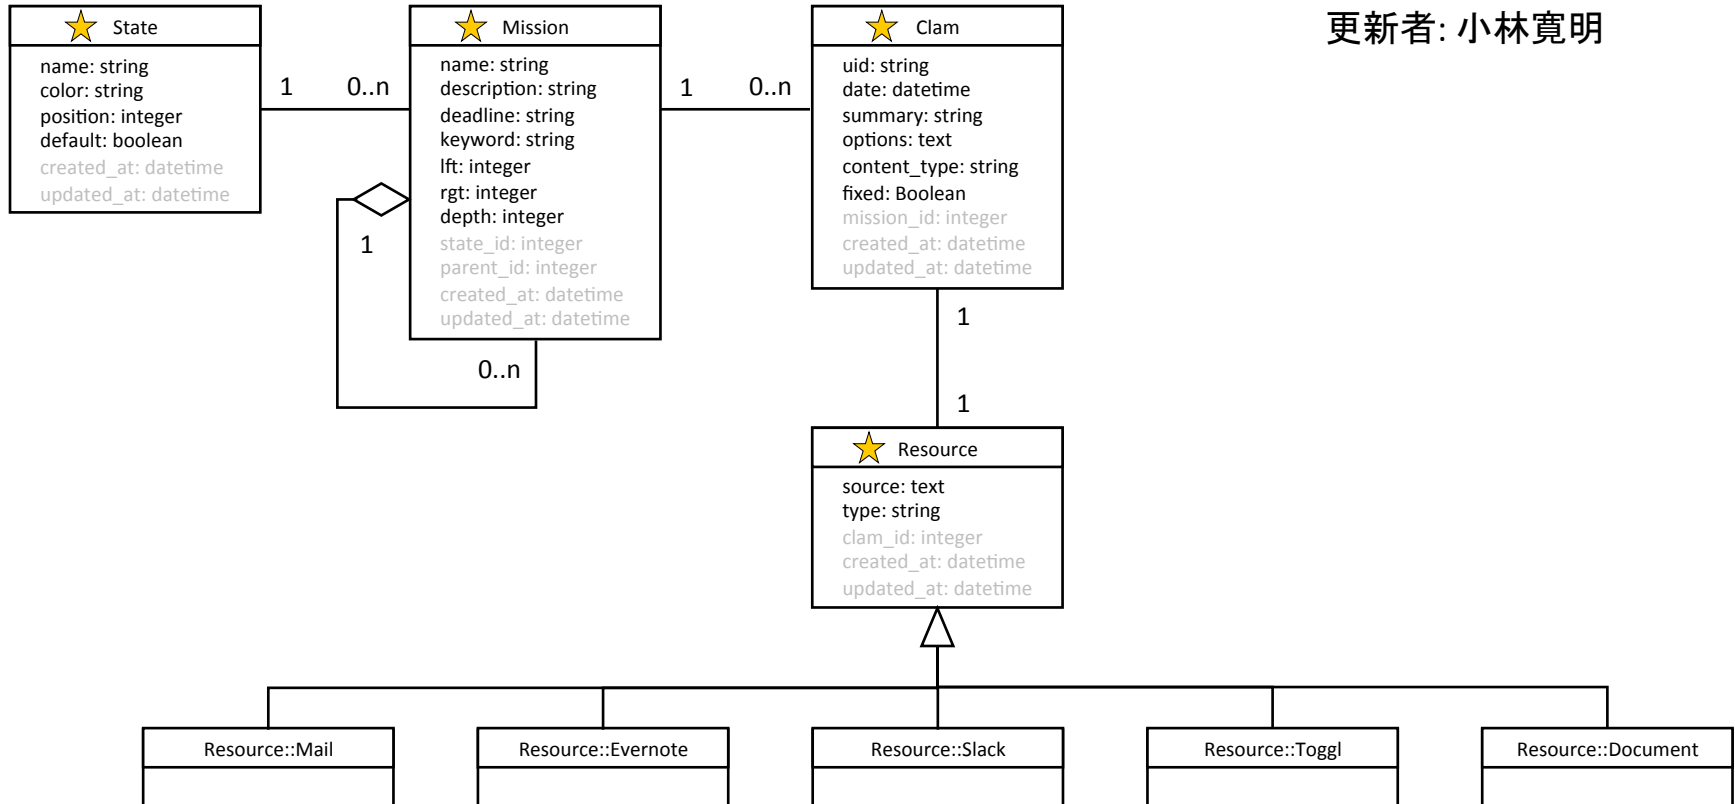 更新者: 小林寛明
State
name: string
color: string
position: integer
default: boolean
created_at: datetime
updated_at: datetime
1
0..n
Mission
name: string
description: string
deadline: string
keyword: string
lft: integer
rgt: integer
depth: integer
state_id: integer
parent_id: integer
created_at: datetime
updated_at: datetime
1
0..n
1
0..n
Clam
uid: string
date: datetime
summary: string
options: text
content_type: string
fixed: Boolean
mission_id: integer
created_at: datetime
updated_at: datetime
1
1
Resource
source: text
type: string
clam_id: integer
created_at: datetime
updated_at: datetime
Resource::Mail
Resource::Evernote
Resource::Slack
Resource::Toggl
Resource::Document